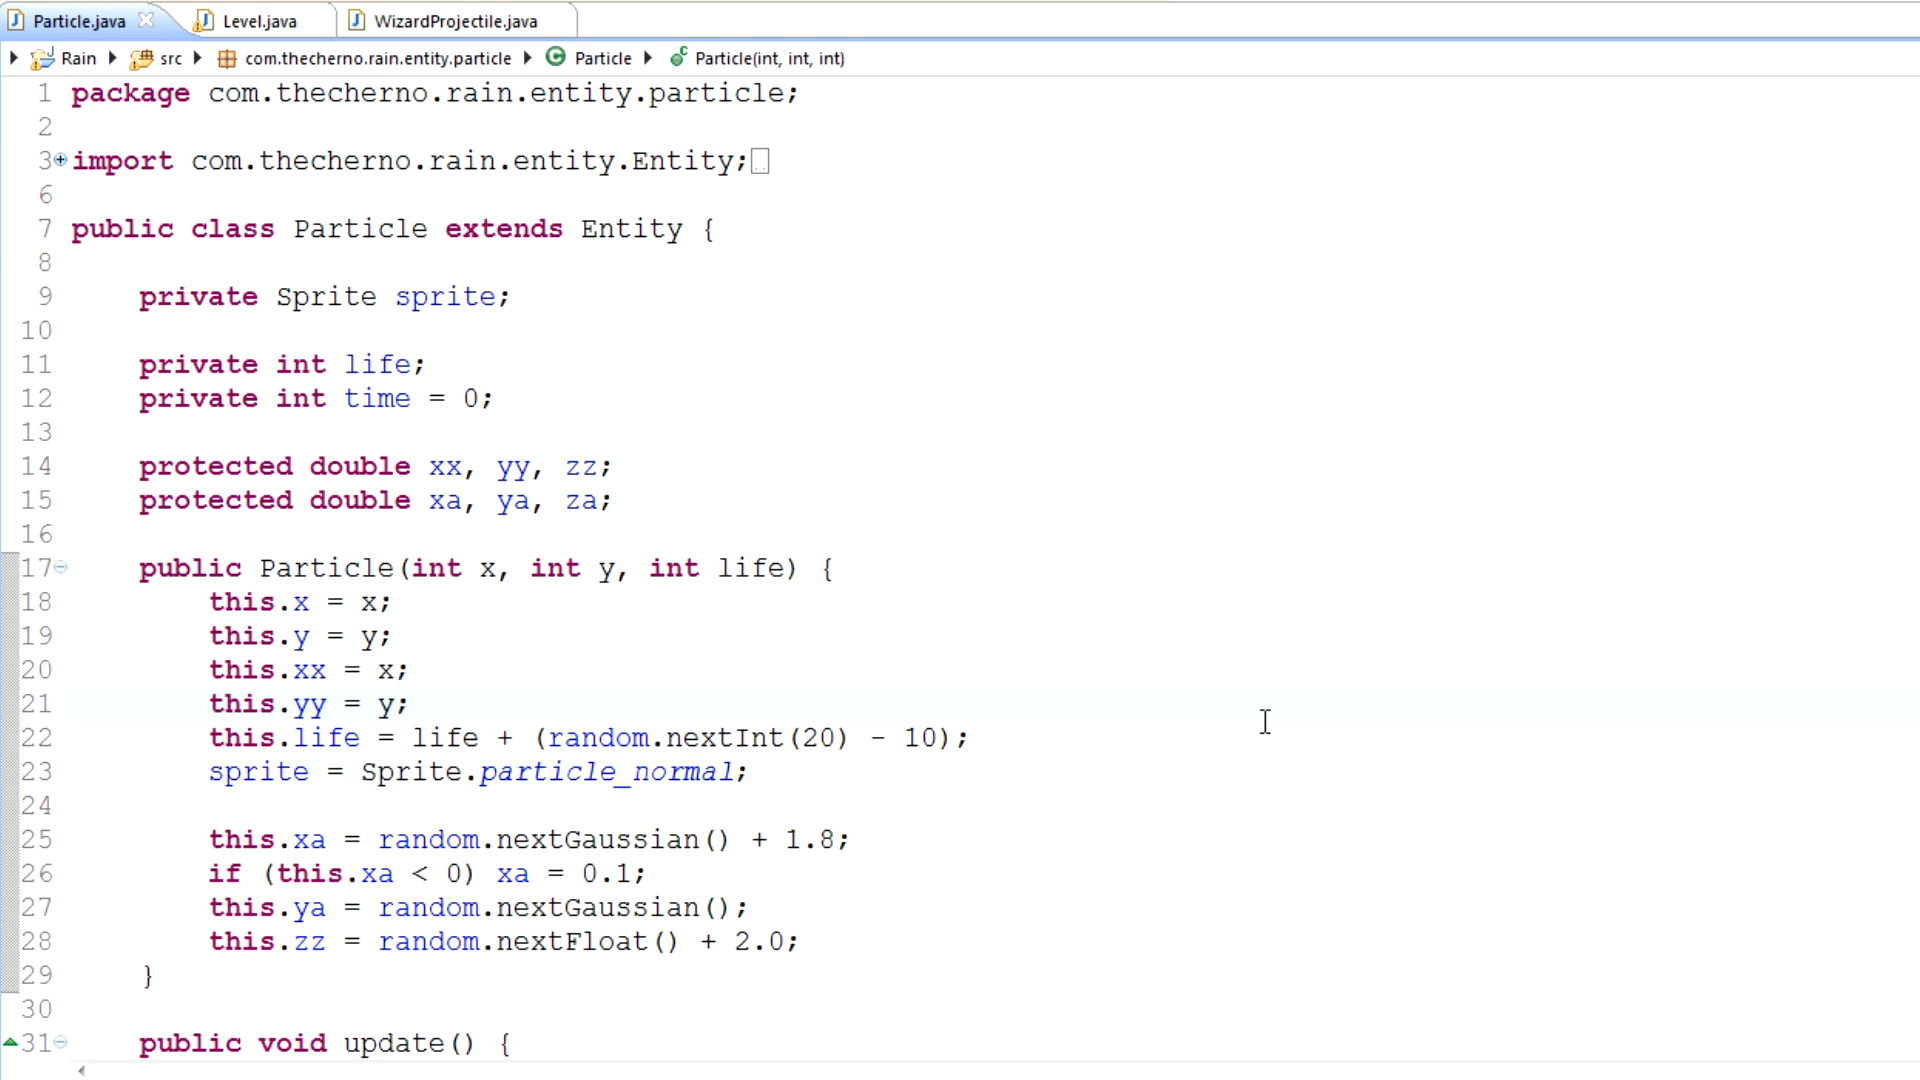 Particle.java Level.java WizardProjectile.java
Rain src com.thecherno.rain.entity.particle Particle Particle(int, int, int)
1 package com.thecherno.rain.entity.particle;
2
3 import com.thecherno.rain.entity.Entity;
6
7 public class Particle extends Entity {
8
9 private Sprite sprite;
10
11 private int life;
12 private int time = 0;
13
14 protected double xx, yy, zz;
15 protected double xa, ya, za;
16
17 public Particle(int x, int y, int life) {
18 this.x = x;
19 this.y = y;
20 this.xx = x;
21 this.yy = y;
22 this.life = life + (random.nextInt(20) - 10);
23 sprite = Sprite.particle_normal;
24
25 this.xa = random.nextGaussian() + 1.8;
26 if (this.xa < 0) xa = 0.1;
27 this.ya = random.nextGaussian();
28 this.zz = random.nextFloat() + 2.0;
29 }
30
31 public void update() {